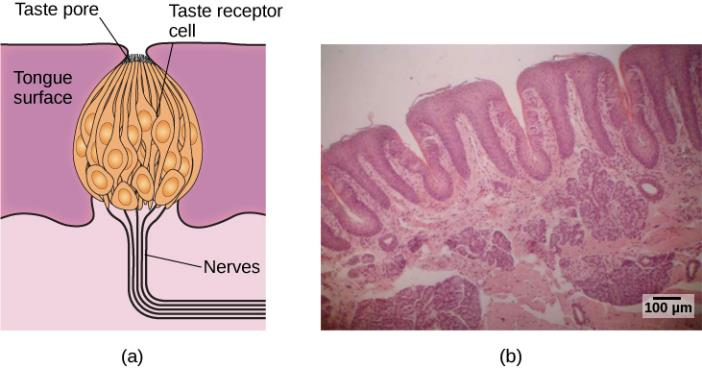 Taste pore
Taste receptor
cell
Tongue
surface
Nerves
100 µm
(a)
(b)